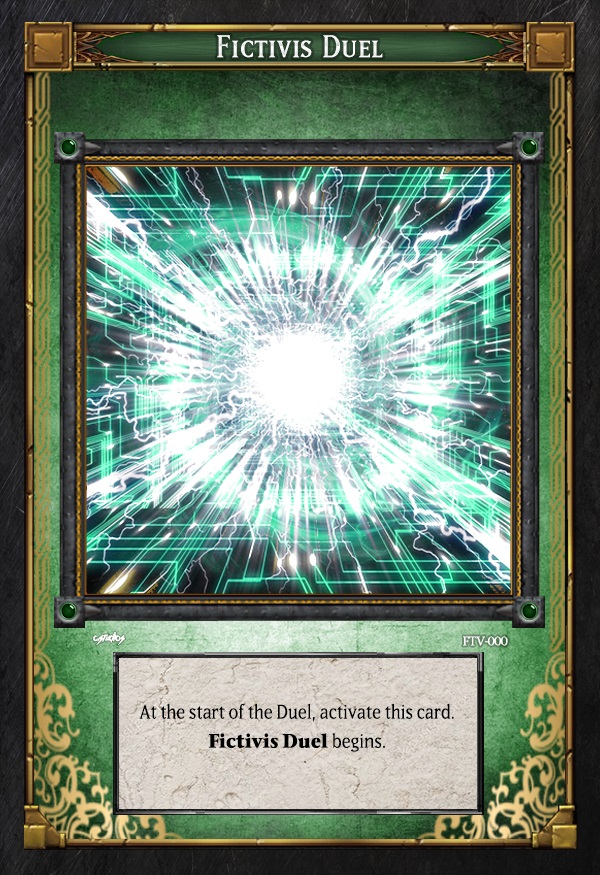 Fictivis Duel
FTV-000
At the start of the Duel, activate this card.
Fictivis Duel begins.